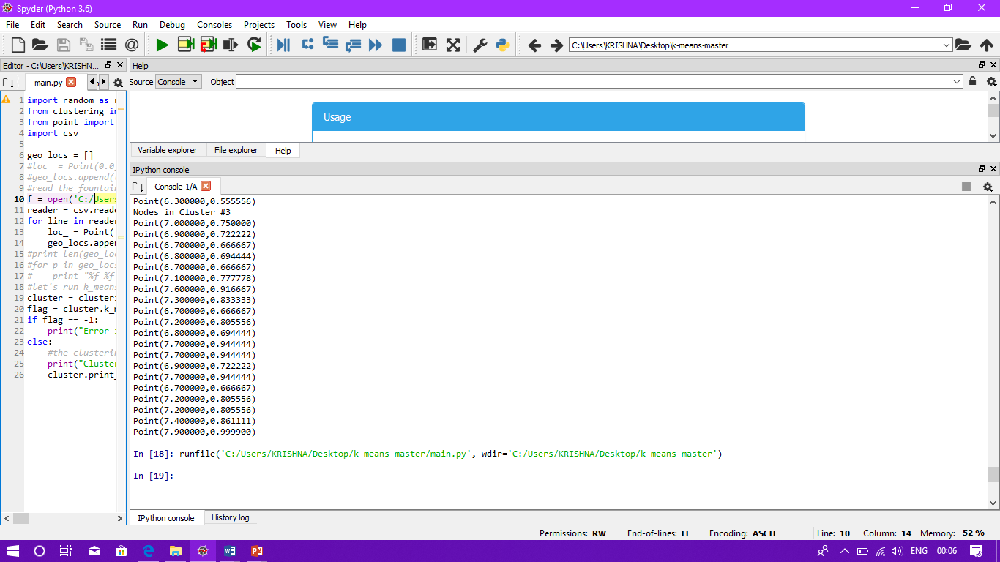 Spyder (Python 3.6)
File Edit Search Source Run Debug Consoles Projects Tools View Help
C:\Users\KRISHNA\Desktop\k-means-master
Editor - C:\Users\KRISHN...
Help
main.py
Source Console Object
1 import random as r
2 from clustering im
3 from point import
4 import csv
5
6 geo_locs = []
7 #loc_ = Point(0.0,
8 #geo_locs.append(l
9 #read the fountain
10 f = open('C:/Users
11 reader = csv.reade
12 for line in reader
13 loc_ = Point(f
14 geo_locs.appen
15 #print len(geo_loc
16 #for p in geo_locs
17 # print "%f %f"
18 #let's run k_means
19 cluster = clusteri
20 flag = cluster.k_m
21 if flag == -1:
22 print("Error i
23 else:
24 #the clusterin
25 print("Cluster
26 cluster.print_
Usage
Variable explorer File explorer Help
IPython console
Console 1/A
Point(6.300000,0.555556)
Nodes in Cluster #3
Point(7.000000,0.750000)
Point(6.900000,0.722222)
Point(6.700000,0.666667)
Point(6.800000,0.694444)
Point(6.700000,0.666667)
Point(7.100000,0.777778)
Point(7.600000,0.916667)
Point(7.300000,0.833333)
Point(6.700000,0.666667)
Point(7.200000,0.805556)
Point(6.800000,0.694444)
Point(7.700000,0.944444)
Point(7.700000,0.944444)
Point(6.900000,0.722222)
Point(7.700000,0.944444)
Point(6.700000,0.666667)
Point(7.200000,0.805556)
Point(7.200000,0.805556)
Point(7.400000,0.861111)
Point(7.900000,0.999900)
In [18]: runfile('C:/Users/KRISHNA/Desktop/k-means-master/main.py', wdir='C:/Users/KRISHNA/Desktop/k-means-master')
In [19]:
IPython console History log
Permissions: RW End-of-lines: LF Encoding: ASCII Line: 10 Column: 14 Memory: 52 %
ENG 00:06